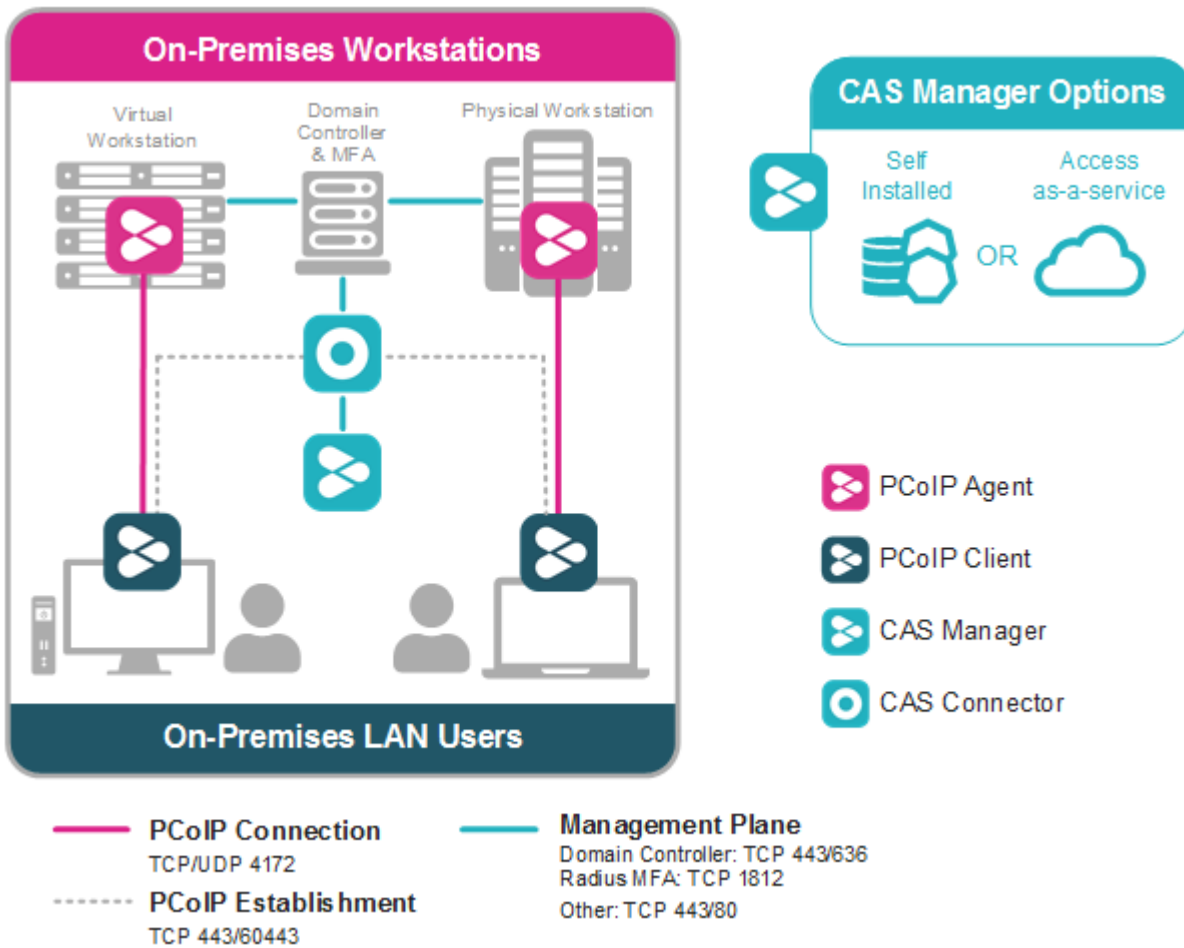 On-Premises Workstations
Virtual
Workstation
Domain
Controller
& MFA
Physical Workstation
On-Premises LAN Users
CAS Manager Options
Self
Installed
OR
Access
as-a-service
PCoIP Agent
PCoIP Client
CAS Manager
CAS Connector
PCoIP Connection
TCP/UDP 4172
PCoIP Establishment
TCP 443/60443
Management Plane
Domain Controller: TCP 443/636
Radius MFA: TCP 1812
Other: TCP 443/80